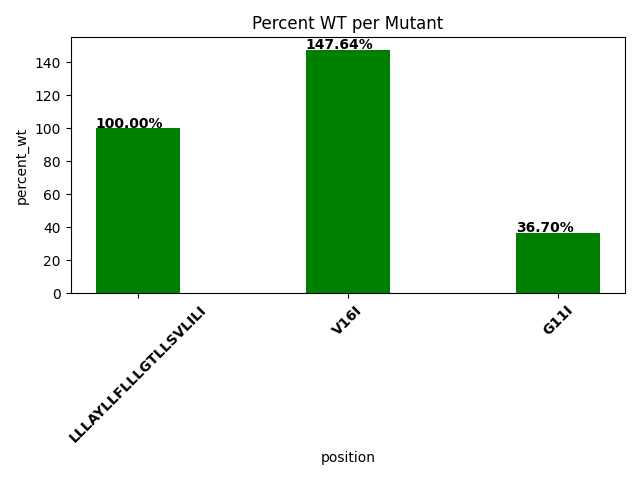 Percent WT per Mutant
percent_wt
140
120
100
80
60
40
20
0
100.00%
147.64%
36.70%
LLLAYLLFLLLGTLLSVLILI
V16I
G11I
position